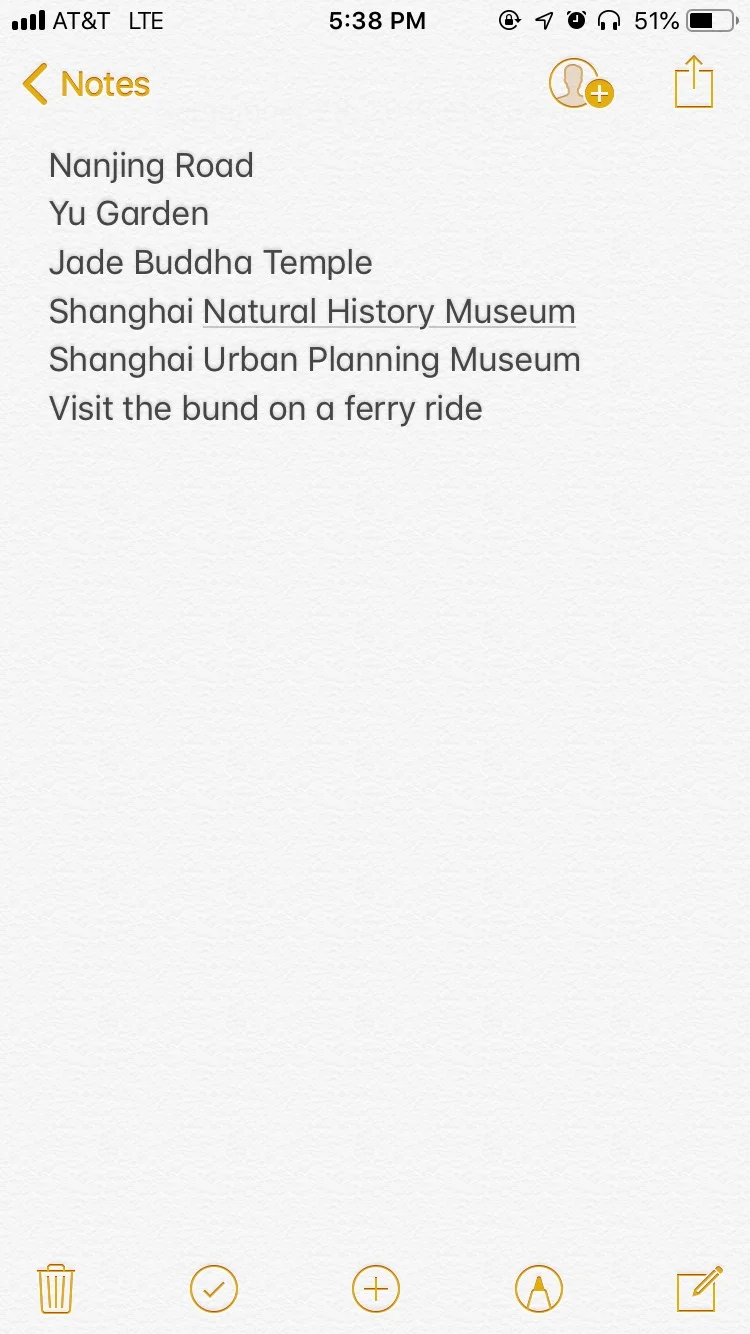 AT&T LTE 5:38 PM 51%
Notes
Nanjing Road
Yu Garden
Jade Buddha Temple
Shanghai Natural History Museum
Shanghai Urban Planning Museum
Visit the bund on a ferry ride